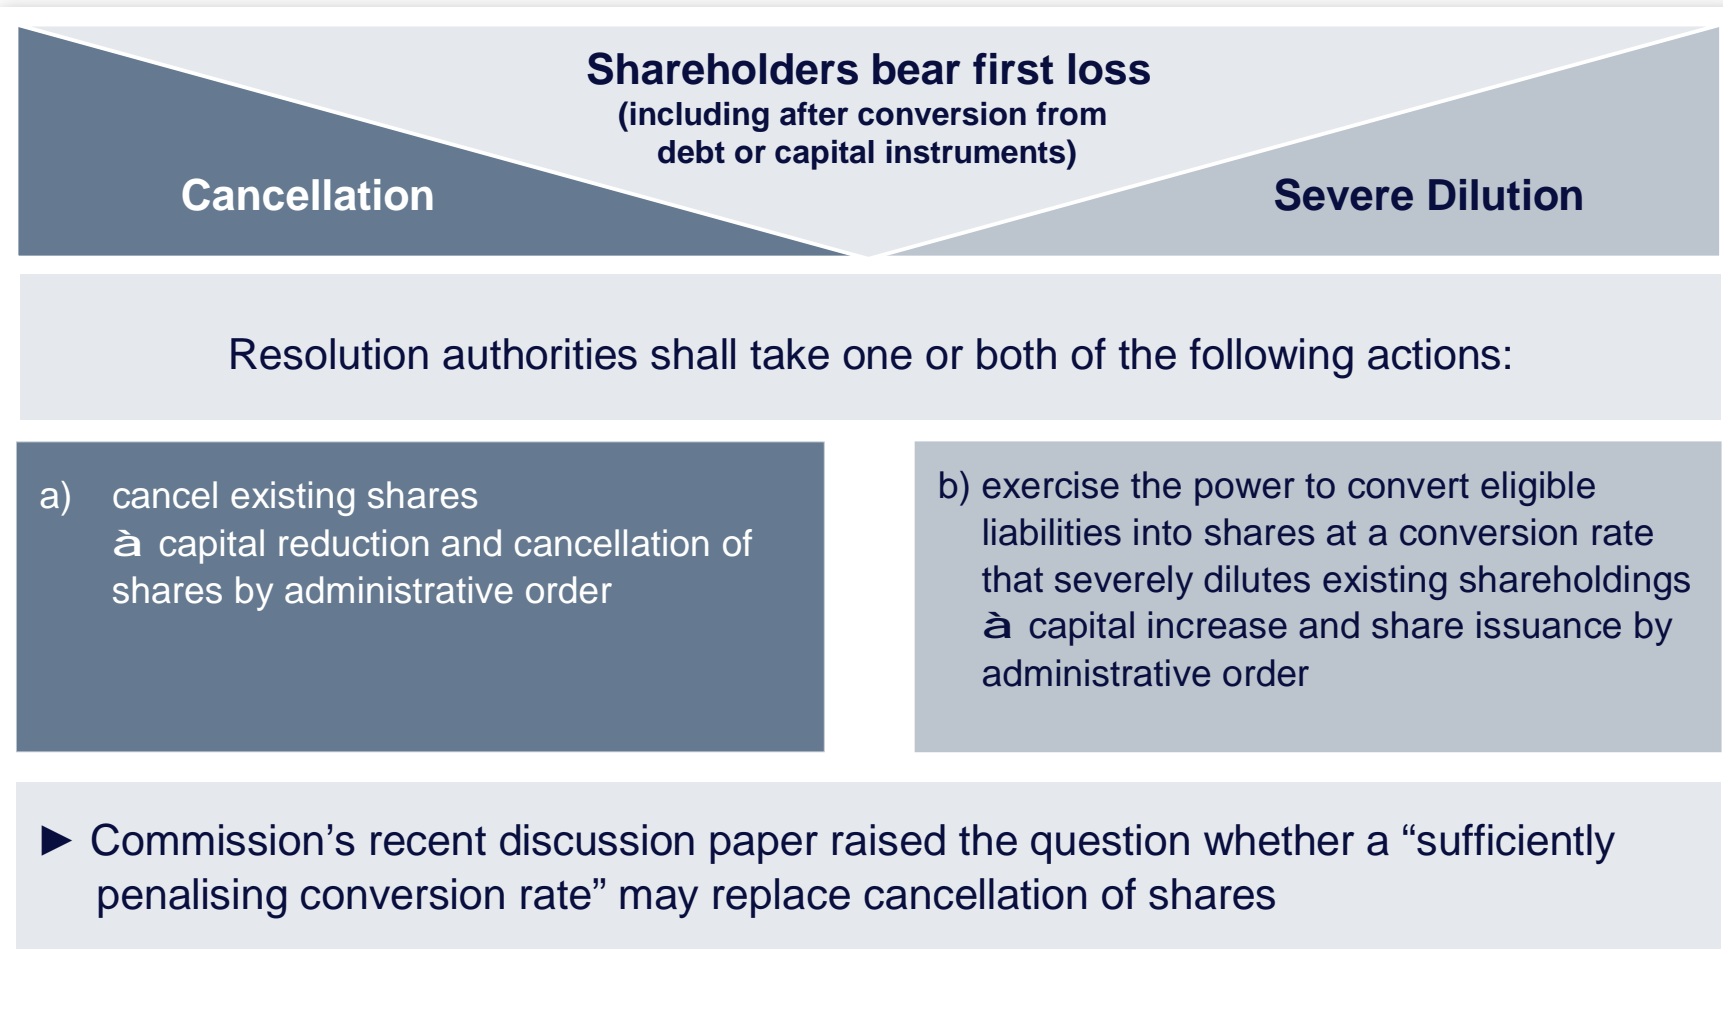 Shareholders bear first loss
(including after conversion from
debt or capital instruments)
Cancellation
Severe Dilution
Resolution authorities shall take one or both of the following actions:
a) cancel existing shares
à capital reduction and cancellation of
shares by administrative order
b) exercise the power to convert eligible
liabilities into shares at a conversion rate
that severely dilutes existing shareholdings
à capital increase and share issuance by
administrative order
► Commission’s recent discussion paper raised the question whether a “sufficiently
penalising conversion rate” may replace cancellation of shares